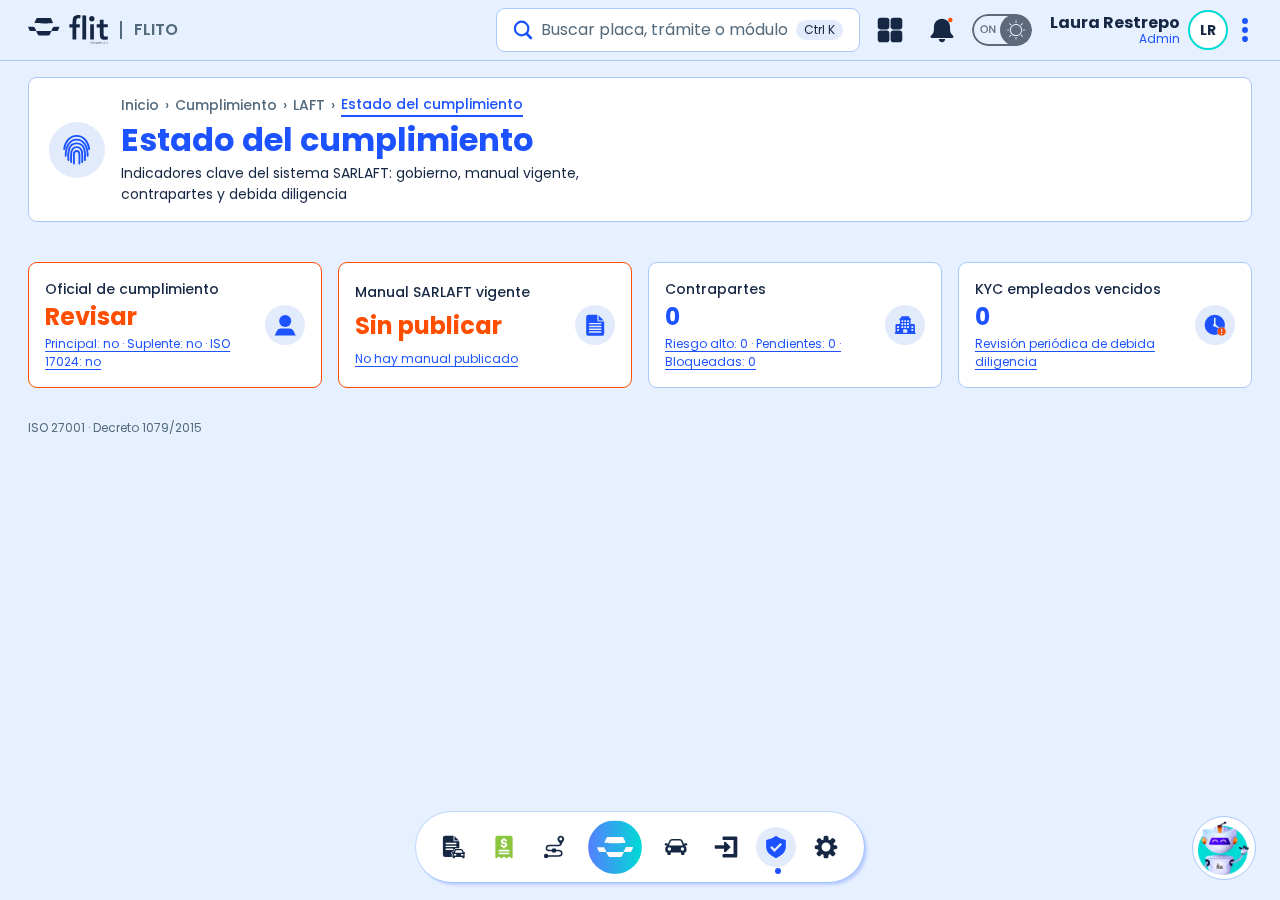 flit | FLITO
Buscar placa, trámite o módulo Ctrl K
ON
Laura Restrepo
Admin
LR
Inicio › Cumplimiento › LAFT › Estado del cumplimiento
Estado del cumplimiento
Indicadores clave del sistema SARLAFT: gobierno, manual vigente,
contrapartes y debida diligencia
Oficial de cumplimiento
Revisar
Principal: no · Suplente: no · ISO
17024: no
Manual SARLAFT vigente
Sin publicar
No hay manual publicado
Contrapartes
0
Riesgo alto: 0 · Pendientes: 0 ·
Bloqueadas: 0
KYC empleados vencidos
0
Revisión periódica de debida
diligencia
ISO 27001 · Decreto 1079/2015